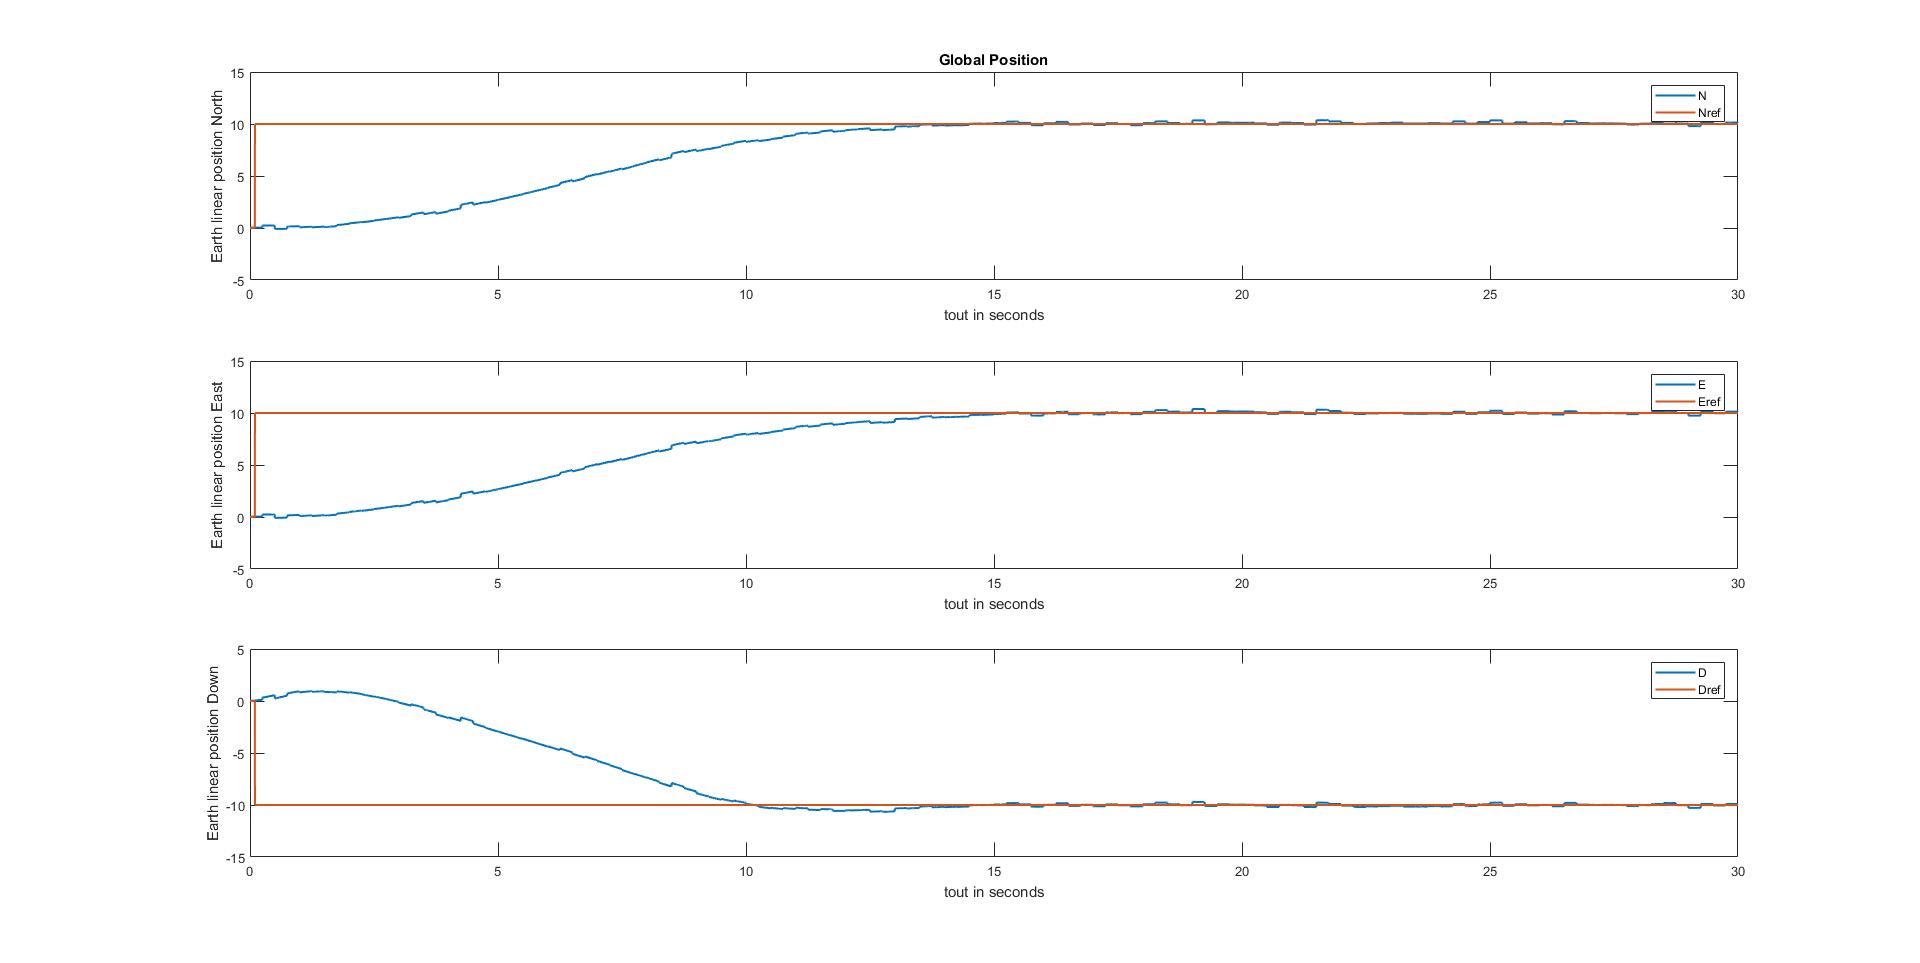 Global Position
15
10
5
0
-5
Earth linear position North
N
Nref
0 5 10 15 20 25 30
tout in seconds
15
10
5
0
-5
Earth linear position East
E
Eref
0 5 10 15 20 25 30
tout in seconds
5
0
-5
-10
-15
Earth linear position Down
D
Dref
0 5 10 15 20 25 30
tout in seconds